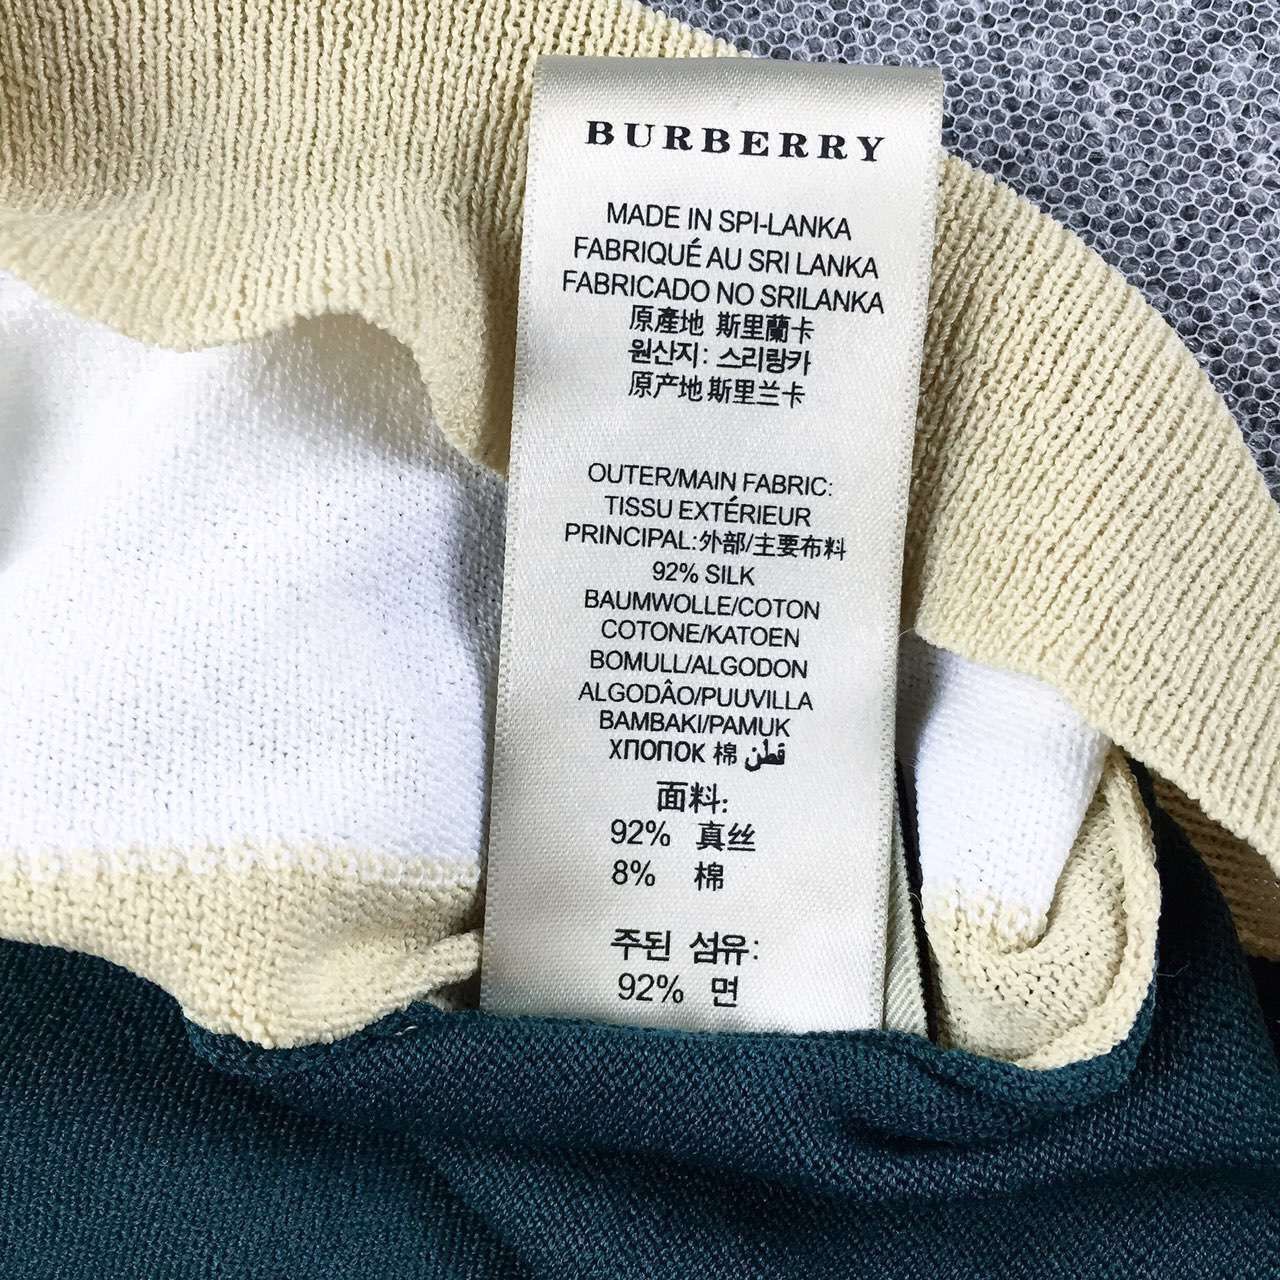 BURBERRY
MADE IN SPI-LANKA
FABRIQUÉ AU SRI LANKA
FABRICADO NO SRILANKA
原產地 斯里蘭卡
원산지: 스리랑카
原产地 斯里兰卡
OUTER/MAIN FABRIC:
TISSU EXTÉRIEUR
PRINCIPAL:外部/主要布料
92% SILK
BAUMWOLLE/COTON
COTONE/KATOEN
BOMULL/ALGODON
ALGODÂO/PUUVILLA
BAMBAKI/PAMUK
ХПОПОК 棉 قطن
面料:
92% 真丝
8% 棉
주된 섬유:
92% 면